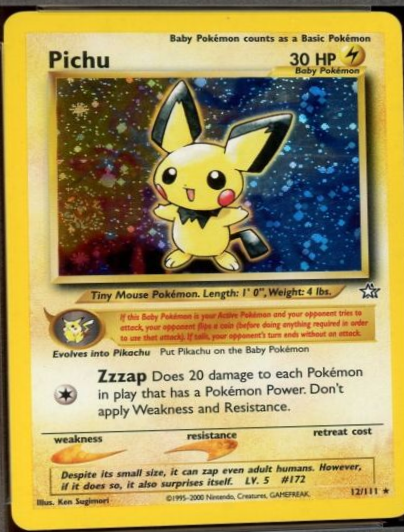 Baby Pokémon counts as a Basic Pokémon
Pichu 30 HP
Baby Pokémon
Tiny Mouse Pokémon. Length: 1' 0", Weight: 4 lbs.
If this Baby Pokémon is your Active Pokémon and your opponent tries to
attack, your opponent flips a coin (before doing anything required in order
to use that attack). If tails, your opponent's turn ends without an attack.
Evolves into Pikachu Put Pikachu on the Baby Pokémon
Zzzap Does 20 damage to each Pokémon
in play that has a Pokémon Power. Don't
apply Weakness and Resistance.
weakness resistance retreat cost
Despite its small size, it can zap even adult humans. However,
if it does so, it also surprises itself. LV. 5 #172
Illus. Ken Sugimori ©1995-2000 Nintendo, Creatures, GAMEFREAK. 12/111 ★